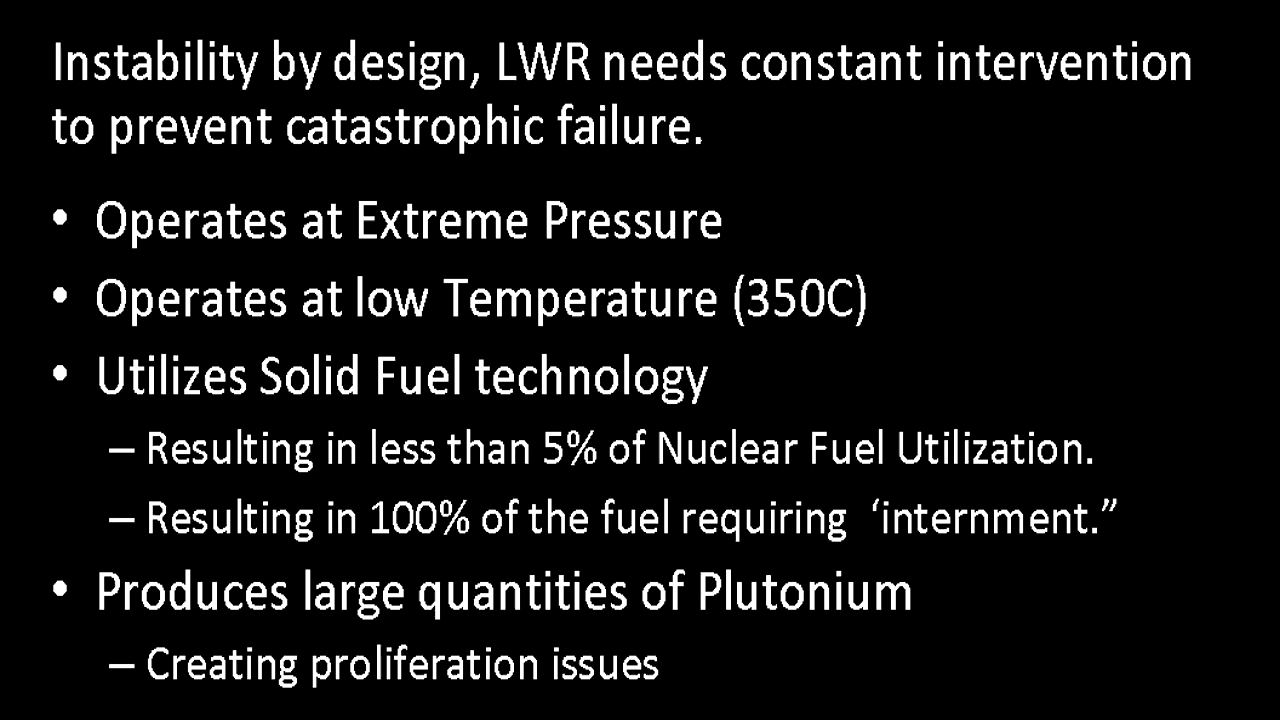 Instability by design, LWR needs constant intervention
to prevent catastrophic failure.
• Operates at Extreme Pressure
• Operates at low Temperature (350C)
• Utilizes Solid Fuel technology
– Resulting in less than 5% of Nuclear Fuel Utilization.
– Resulting in 100% of the fuel requiring ‘internment.”
• Produces large quantities of Plutonium
– Creating proliferation issues